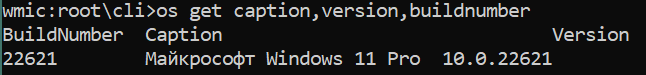 wmic:root\cli>os get caption,version,buildnumber
BuildNumber  Caption                          Version
22621        Майкрософт Windows 11 Pro  10.0.22621